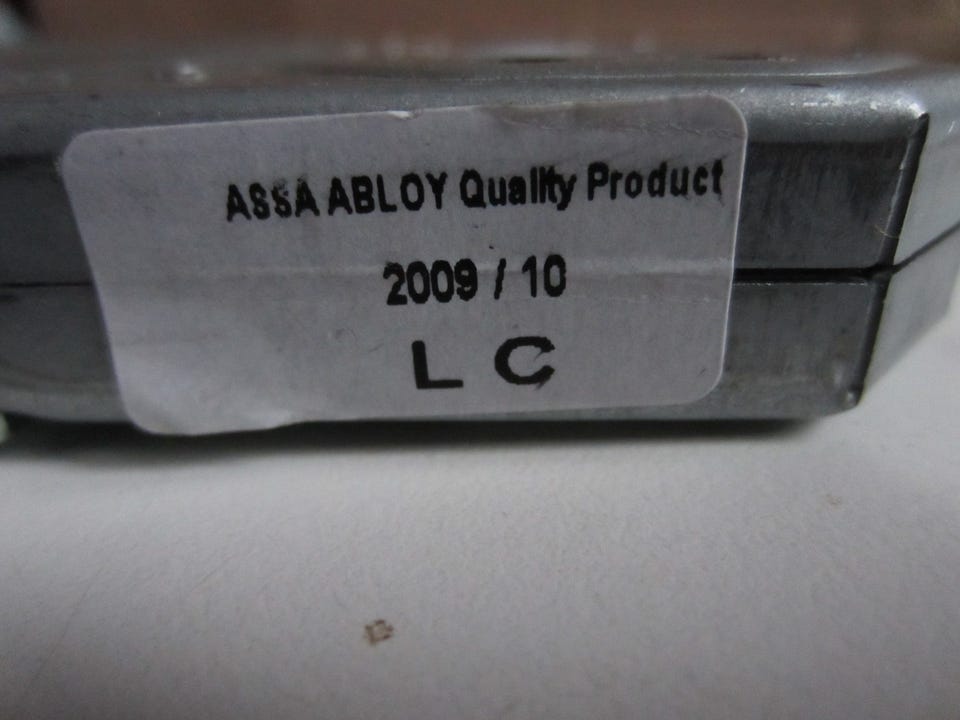 ASSA ABLOY Quality Product
2009 / 10
L C